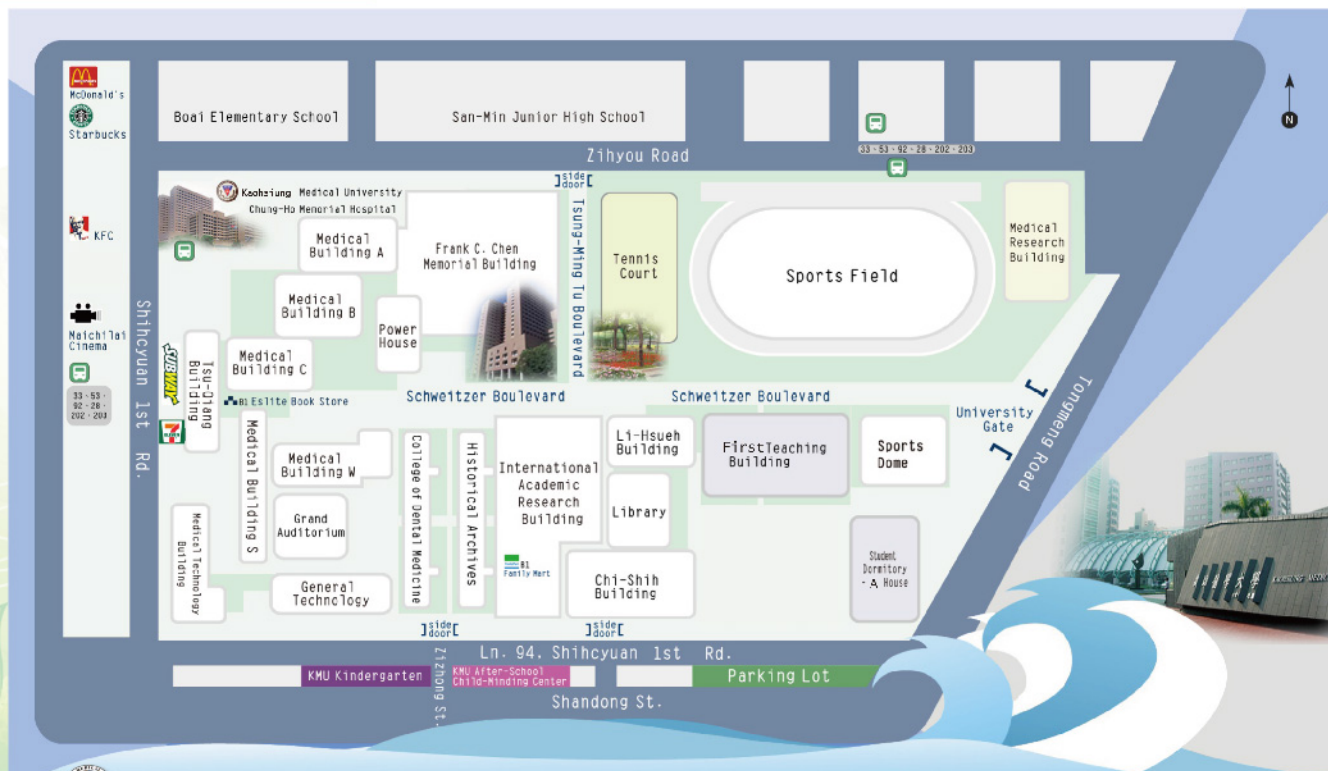 McDonald's
Starbucks
KFC
Maichilai
Cinema
33 · 53 ·
92 · 28 ·
202 · 203
Shihcyuan 1st Rd.
Boai Elementary School
San-Min Junior High School
33 · 53 · 92 · 28 · 202 · 203
Zihyou Road
N
Kaohsiung Medical University
Chung-Ho Memorial Hospital
Medical
Building A
Medical
Building B
Medical
Building C
Power
House
Frank C. Chen
Memorial Building
side
door
Tsung-Ming Tu Boulevard
Tennis
Court
Sports Field
Medical
Research
Building
SUBWAY
Tsu-Qiang
Building
B1 Eslite Book Store
Schweitzer Boulevard
Schweitzer Boulevard
University
Gate
Tongmeng Road
7
ELEVEN
Medical Building S
Medical
Building W
Grand
Auditorium
Medical Technology
Building
General
Technology
College of Dental Medicine
Historical Archives
International
Academic
Research
Building
B1
Family Mart
Li-Hsueh
Building
Library
Chi-Shih
Building
First Teaching
Building
Sports
Dome
Student
Dormitory
- A House
side
door
side
door
Ln. 94. Shihcyuan 1st Rd.
KMU Kindergarten
Zizhong St.
KMU After-School
Child-Minding Center
Parking Lot
Shandong St.